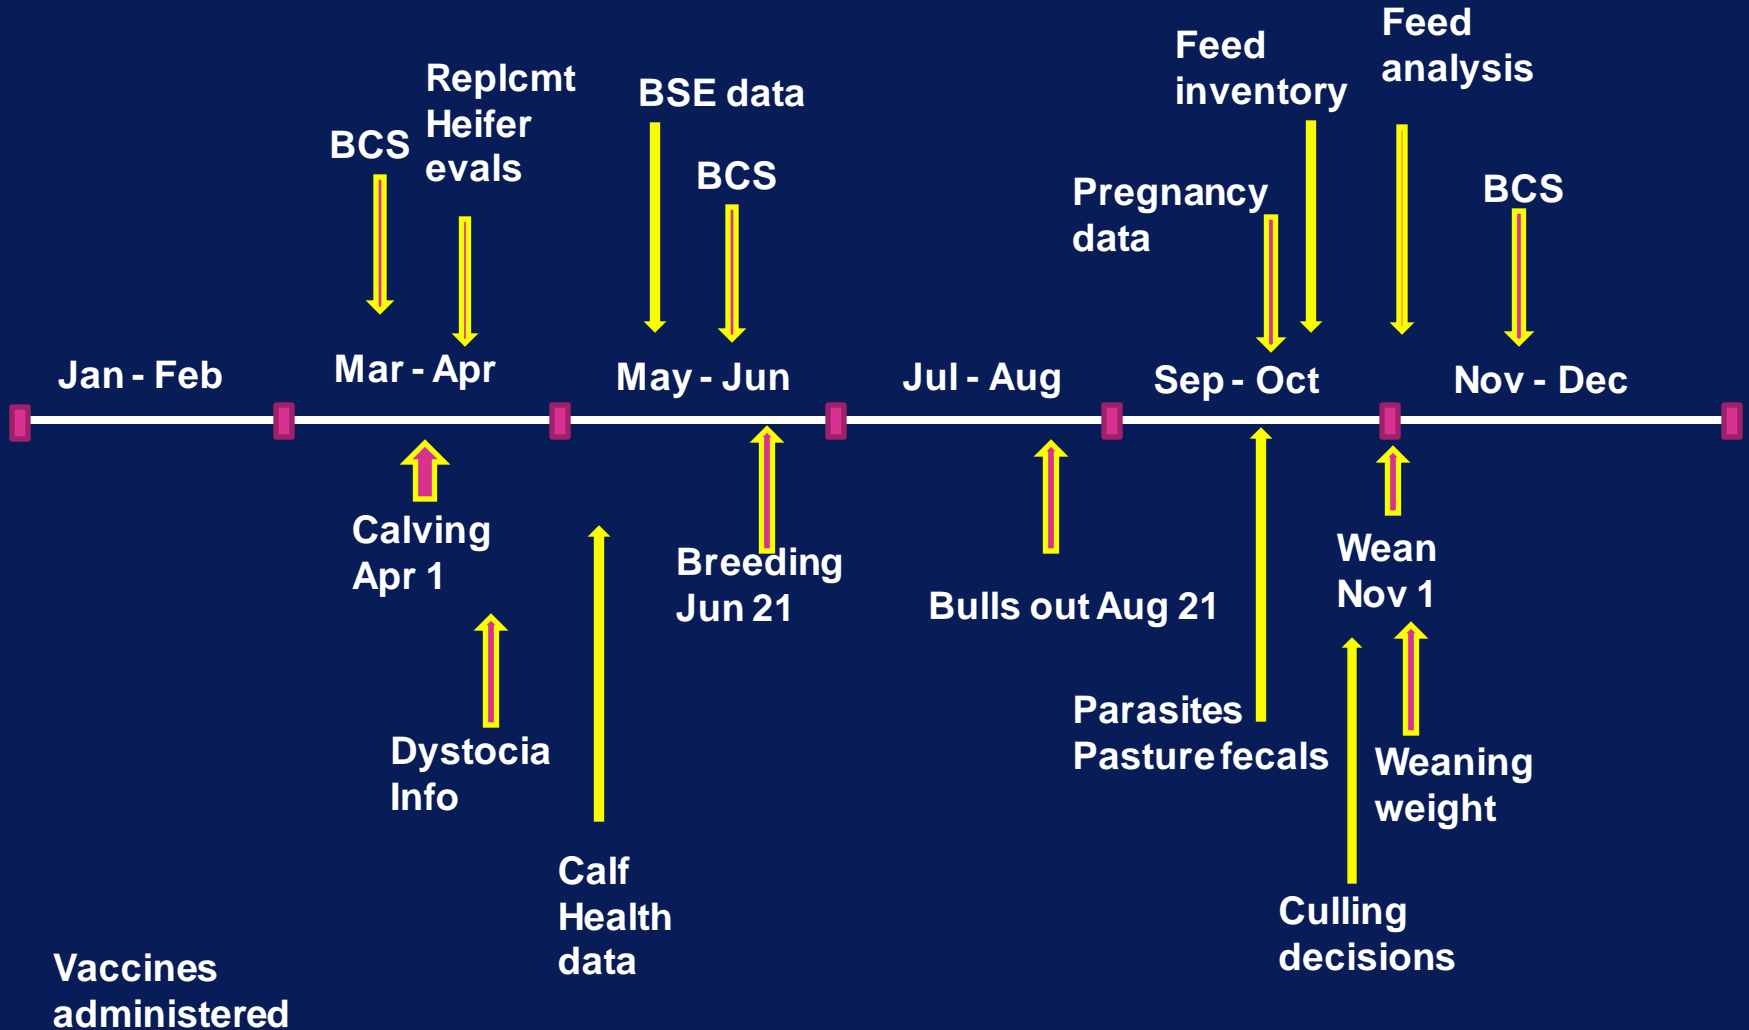 Feed
analysis
Feed
inventory
Replcmt
Heifer
evals
BSE data
BCS
BCS
Pregnancy
data
BCS
Jan - Feb
Mar - Apr
May - Jun
Jul - Aug
Sep - Oct
Nov - Dec
Calving
Apr 1
Breeding
Jun 21
Bulls out Aug 21
Wean
Nov 1
Dystocia
Info
Parasites
Pasture fecals
Weaning
weight
Calf
Health
data
Culling
decisions
Vaccines
administered